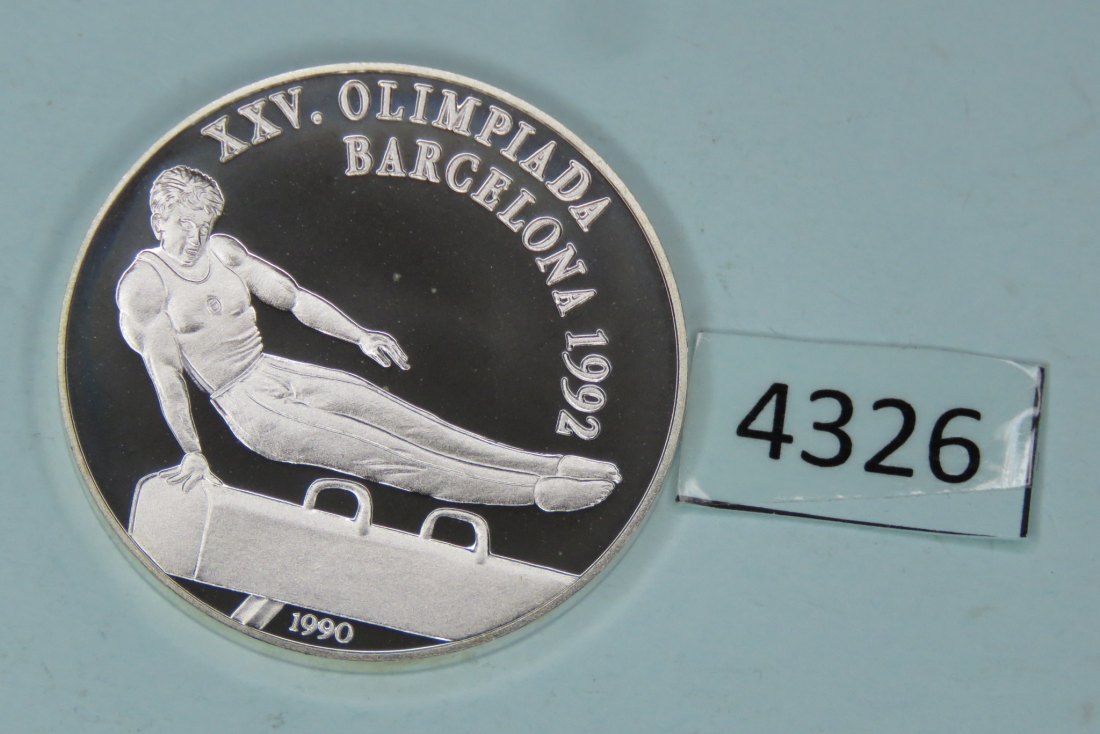 XXV. OLIMPIADA
BARCELONA 1992
1990
4326